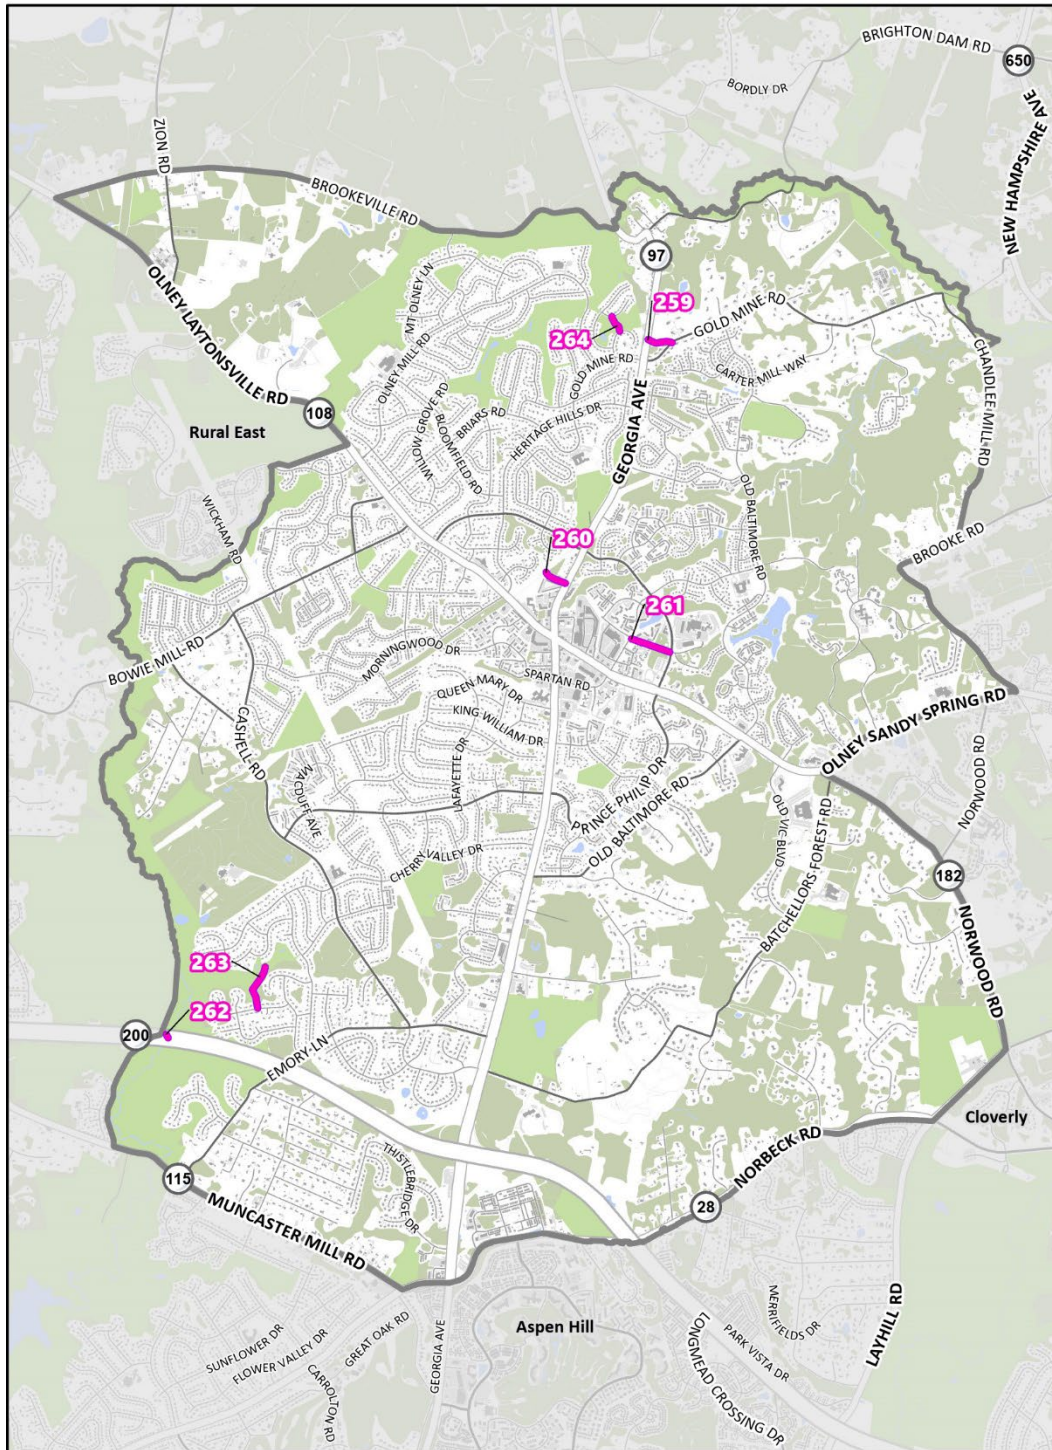 BRIGHTON DAM RD
650
BORDLY DR
NEW HAMPSHIRE AVE
ZION RD
BROOKEVILLE RD
97
OLNEY LAYTONSVILLE RD
MT OLNEY LN
259
GOLD MINE RD
264
OLNEY MILL RD
GOLD MINE RD
CARTER MILL WAY
CHANDLEE MILL RD
108
Rural East
WILLOW GROVE RD
BRIARS RD
BLOOMFIELD RD
HERITAGE HILLS DR
GEORGIA AVE
OLD BALTIMORE RD
WICKHAM RD
BROOKE RD
260
261
BOWIE MILL RD
MORNINGWOOD DR
SPARTAN RD
QUEEN MARY DR
KING WILLIAM DR
CASHELL RD
OLNEY SANDY SPRING RD
NORWOOD RD
MACDUFF AVE
LAFAYETTE DR
PRINCE PHILIP DR
OLD BALTIMORE RD
OLD VIC BLVD
BATCHELLORS FOREST RD
CHERRY VALLEY DR
182
NORWOOD RD
263
262
200
EMORY LN
Cloverly
115
THISTLEBRIDGE DR
NORBECK RD
28
MUNCASTER MILL RD
Aspen Hill
MERRIFIELDS DR
PARK VISTA DR
LAYHILL RD
SUNFLOWER DR
FLOWER VALLEY DR
GREAT OAK RD
CARROLTON RD
GEORGIA AVE
LONGMEAD CROSSING DR